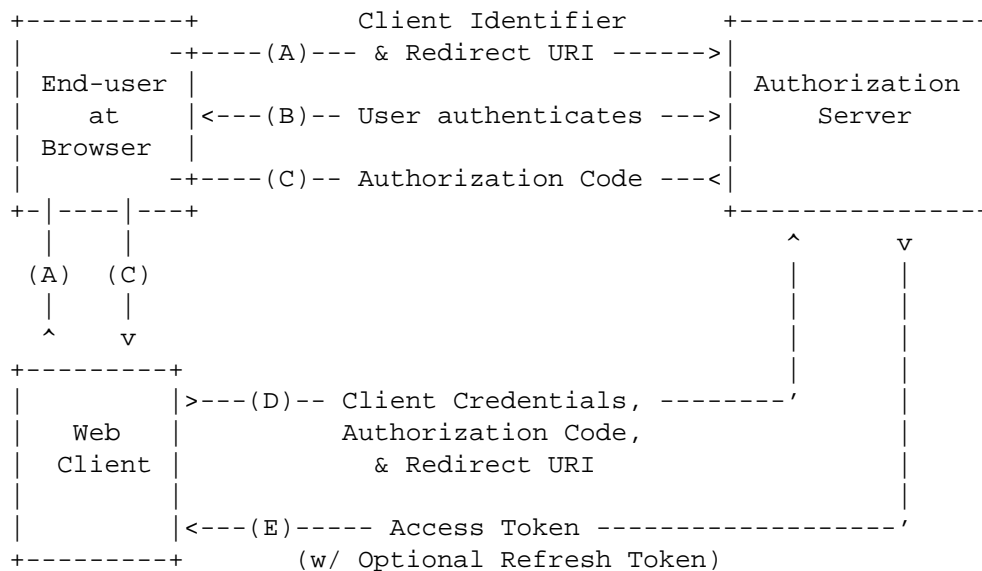 +----------+          Client Identifier      +----------------
|         -+----(A)--- & Redirect URI ------>|
| End-user |                                 | Authorization
|    at    |<---(B)-- User authenticates --->|     Server
| Browser  |                                 |
|         -+----(C)-- Authorization Code ---<|
+-|----|---+                                 +----------------
  |    |                                         ^      v
 (A)  (C)                                        |      |
  |    |                                         |      |
  ^    v                                         |      |
+---------+                                      |      |
|         |>---(D)-- Client Credentials, --------'      |
|   Web   |          Authorization Code,                |
|  Client |            & Redirect URI                   |
|         |                                             |
|         |<---(E)----- Access Token -------------------'
+---------+       (w/ Optional Refresh Token)